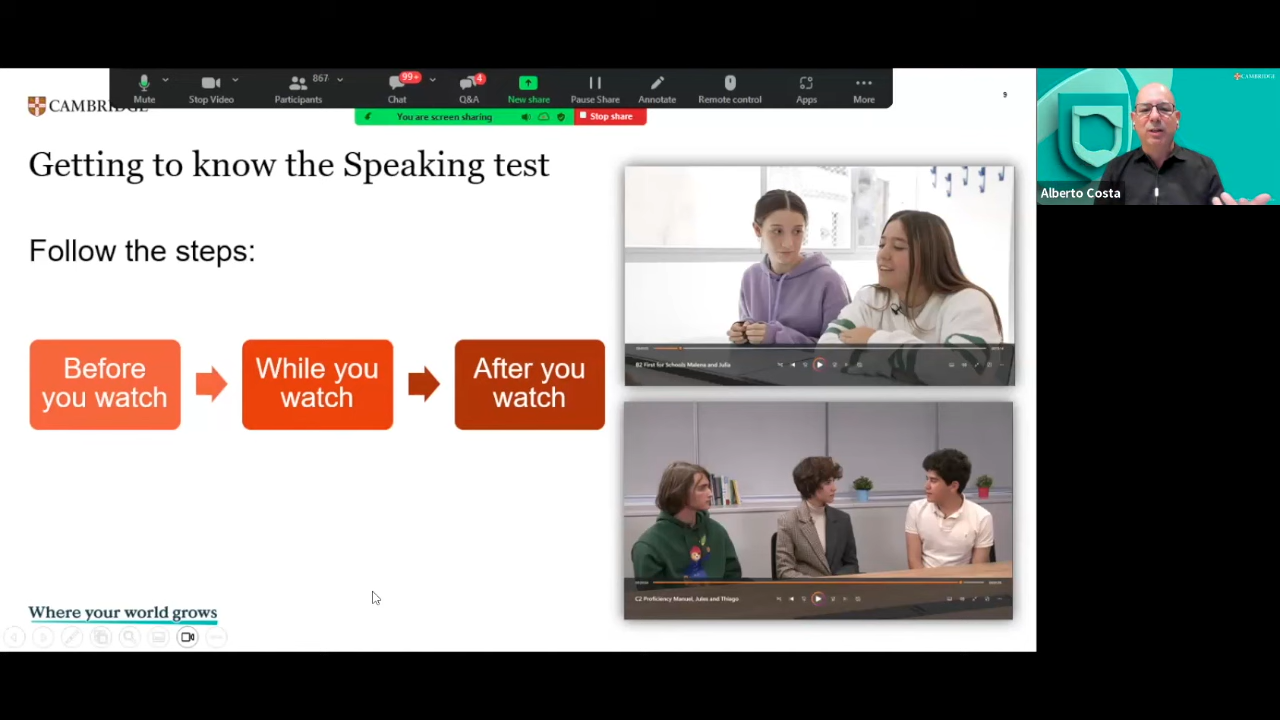 Mute
Stop Video
Participants
867
Chat
99+
Q&A
4
New share
Pause Share
Annotate
Remote control
Apps
More
You are screen sharing
Stop share
CAMBRIDGE
9
CAMBRIDGE
Alberto Costa
Getting to know the Speaking test
Follow the steps:
Before
you watch
While you
watch
After you
watch
B2 First for Schools Malena and Julia
C2 Proficiency Manuel, Jules and Thiago
Where your world grows